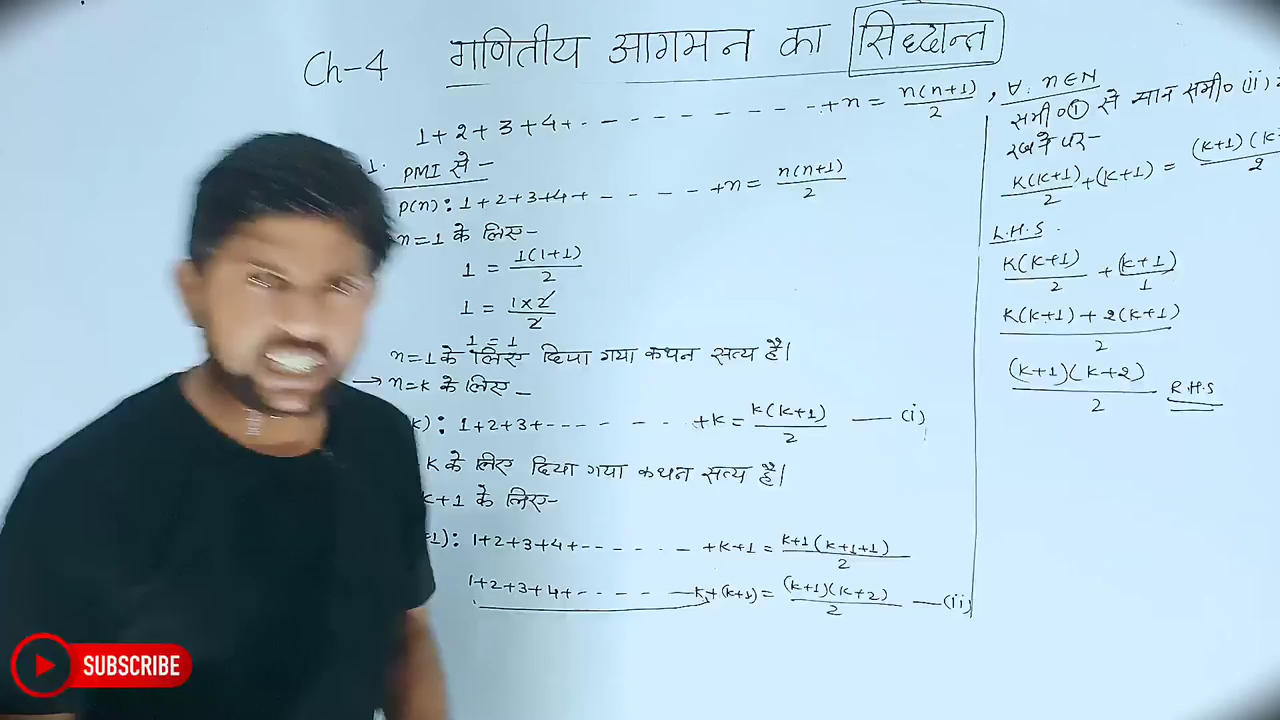 Ch-4 गणितीय आगमन का सिद्धान्त
1+2+3+4+- - - - - - - - -+n = n(n+1)/2 , ∀ n∈N
1. PMI से -
P(n): 1+2+3+4+ - - - - - +n = n(n+1)/2
n=1 के लिए -
1 = 1(1+1)/2
1 = 1×2/2
1 = 1
n=1 के लिए दिया गया कथन सत्य है।
→ n=k के लिए -
k): 1+2+3+- - - - - - - +k = k(k+1)/2 — (i)
k के लिए दिया गया कथन सत्य है।
k+1 के लिए-
1): 1+2+3+4+- - - - - - +k+1 = k+1(k+1+1)/2
1+2+3+4+- - - - - —k+(k+1) = (k+1)(k+2)/2 — (ii)
समी० ① से मान समी० (ii)
रखने पर-
k(k+1)/2 + (k+1) = (k+1)(k/2
L.H.S.
k(k+1)/2 + (k+1)/1
k(k+1) + 2(k+1)/2
(k+1)(k+2)/2 R.H.S
SUBSCRIBE